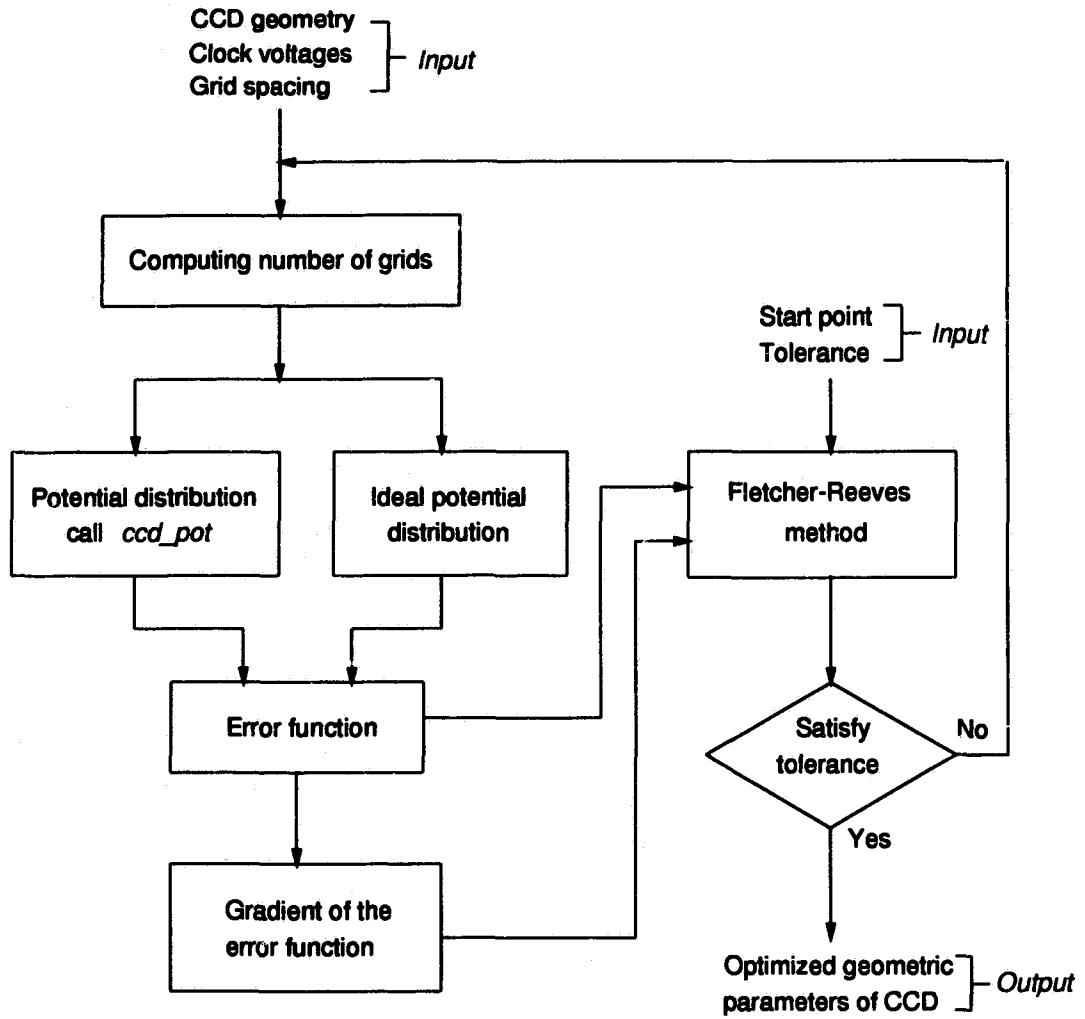 CCD geometry
Clock voltages
Grid spacing
Input
Computing number of grids
Start point
Tolerance
Input
Potential distribution
call ccd_pot
Ideal potential
distribution
Fletcher-Reeves
method
Error function
Satisfy
tolerance
No
Yes
Gradient of the
error function
Optimized geometric
parameters of CCD
Output